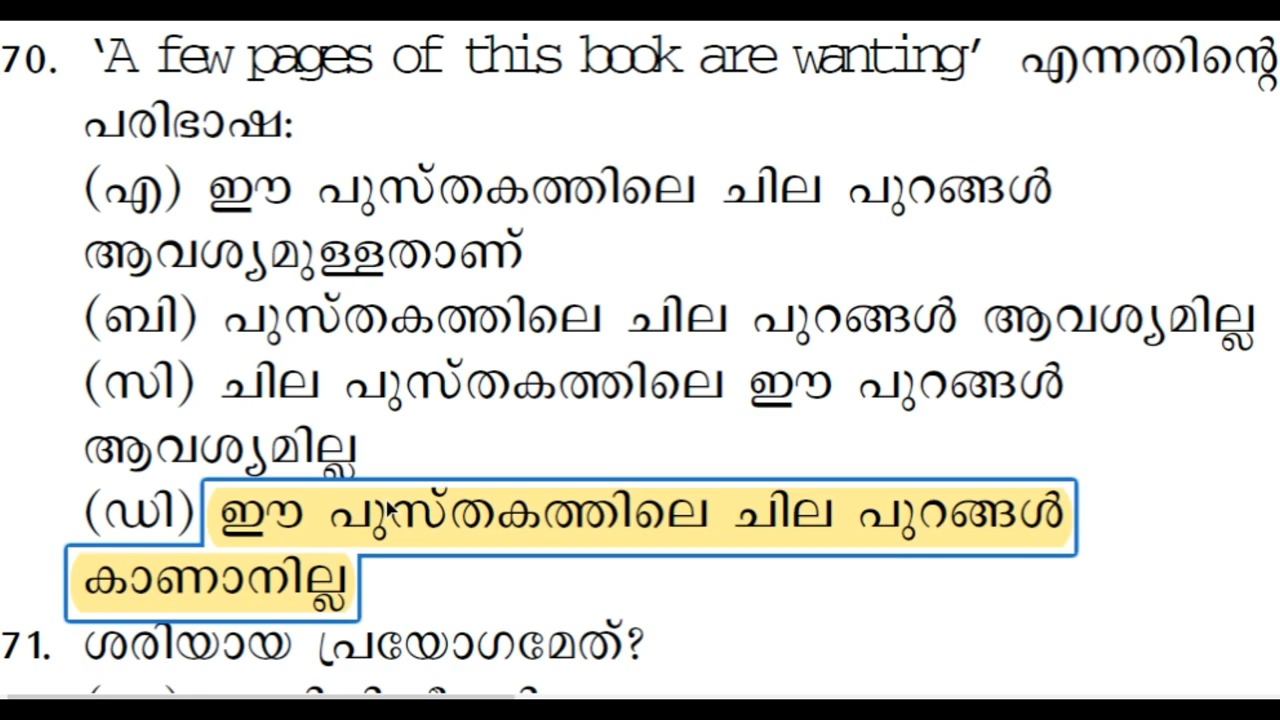 70. ‘A few pages of this book are wanting’ എന്നതിന്റെ
പരിഭാഷ:
(എ) ഈ പുസ്തകത്തിലെ ചില പുറങ്ങൾ
ആവശ്യമുള്ളതാണ്
(ബി) പുസ്തകത്തിലെ ചില പുറങ്ങൾ ആവശ്യമില്ല
(സി) ചില പുസ്തകത്തിലെ ഈ പുറങ്ങൾ
ആവശ്യമില്ല
(ഡി) ഈ പുസ്തകത്തിലെ ചില പുറങ്ങൾ
കാണാനില്ല
71. ശരിയായ പ്രയോഗമേത്?